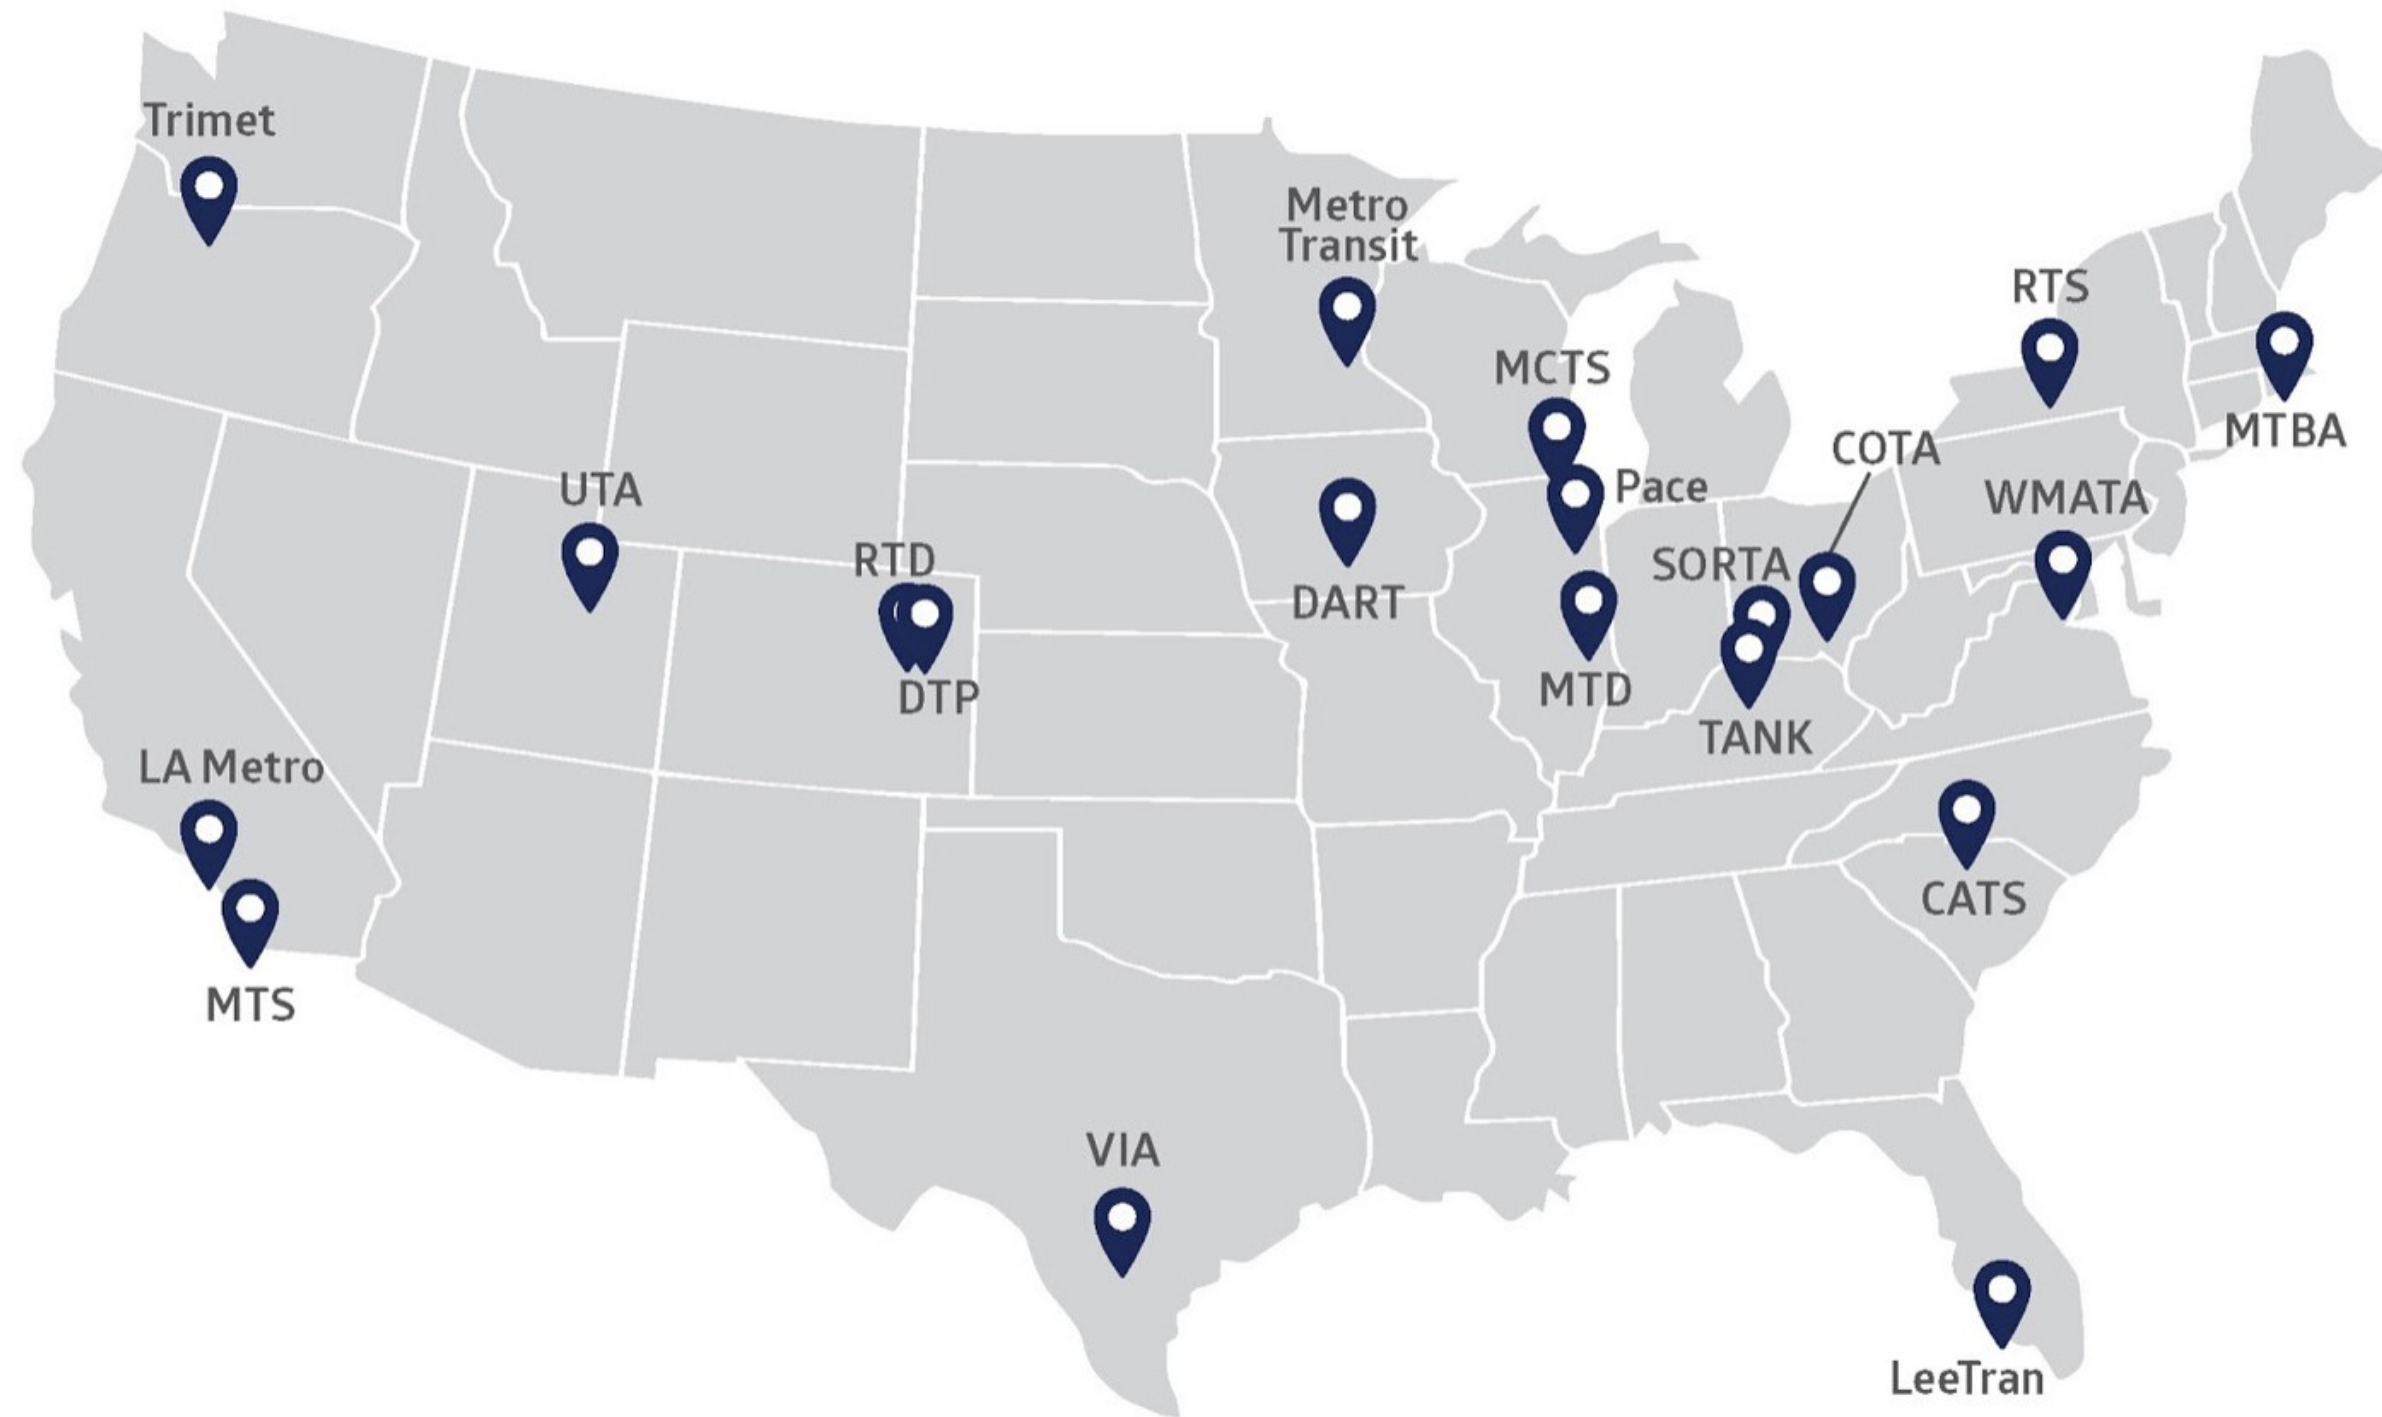 Trimet
Metro
Transit
RTS
MCTS
MTBA
COTA
Pace
UTA
WMATA
RTD
SORTA
DART
MTD
DTP
TANK
LA Metro
CATS
MTS
VIA
LeeTran